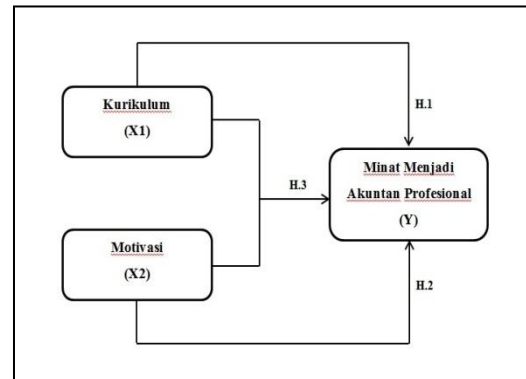 H.1
Kurikulum
(X1)
Minat Menjadi
Akuntan Profesional
(Y)
H.3
Motivasi
(X2)
H.2